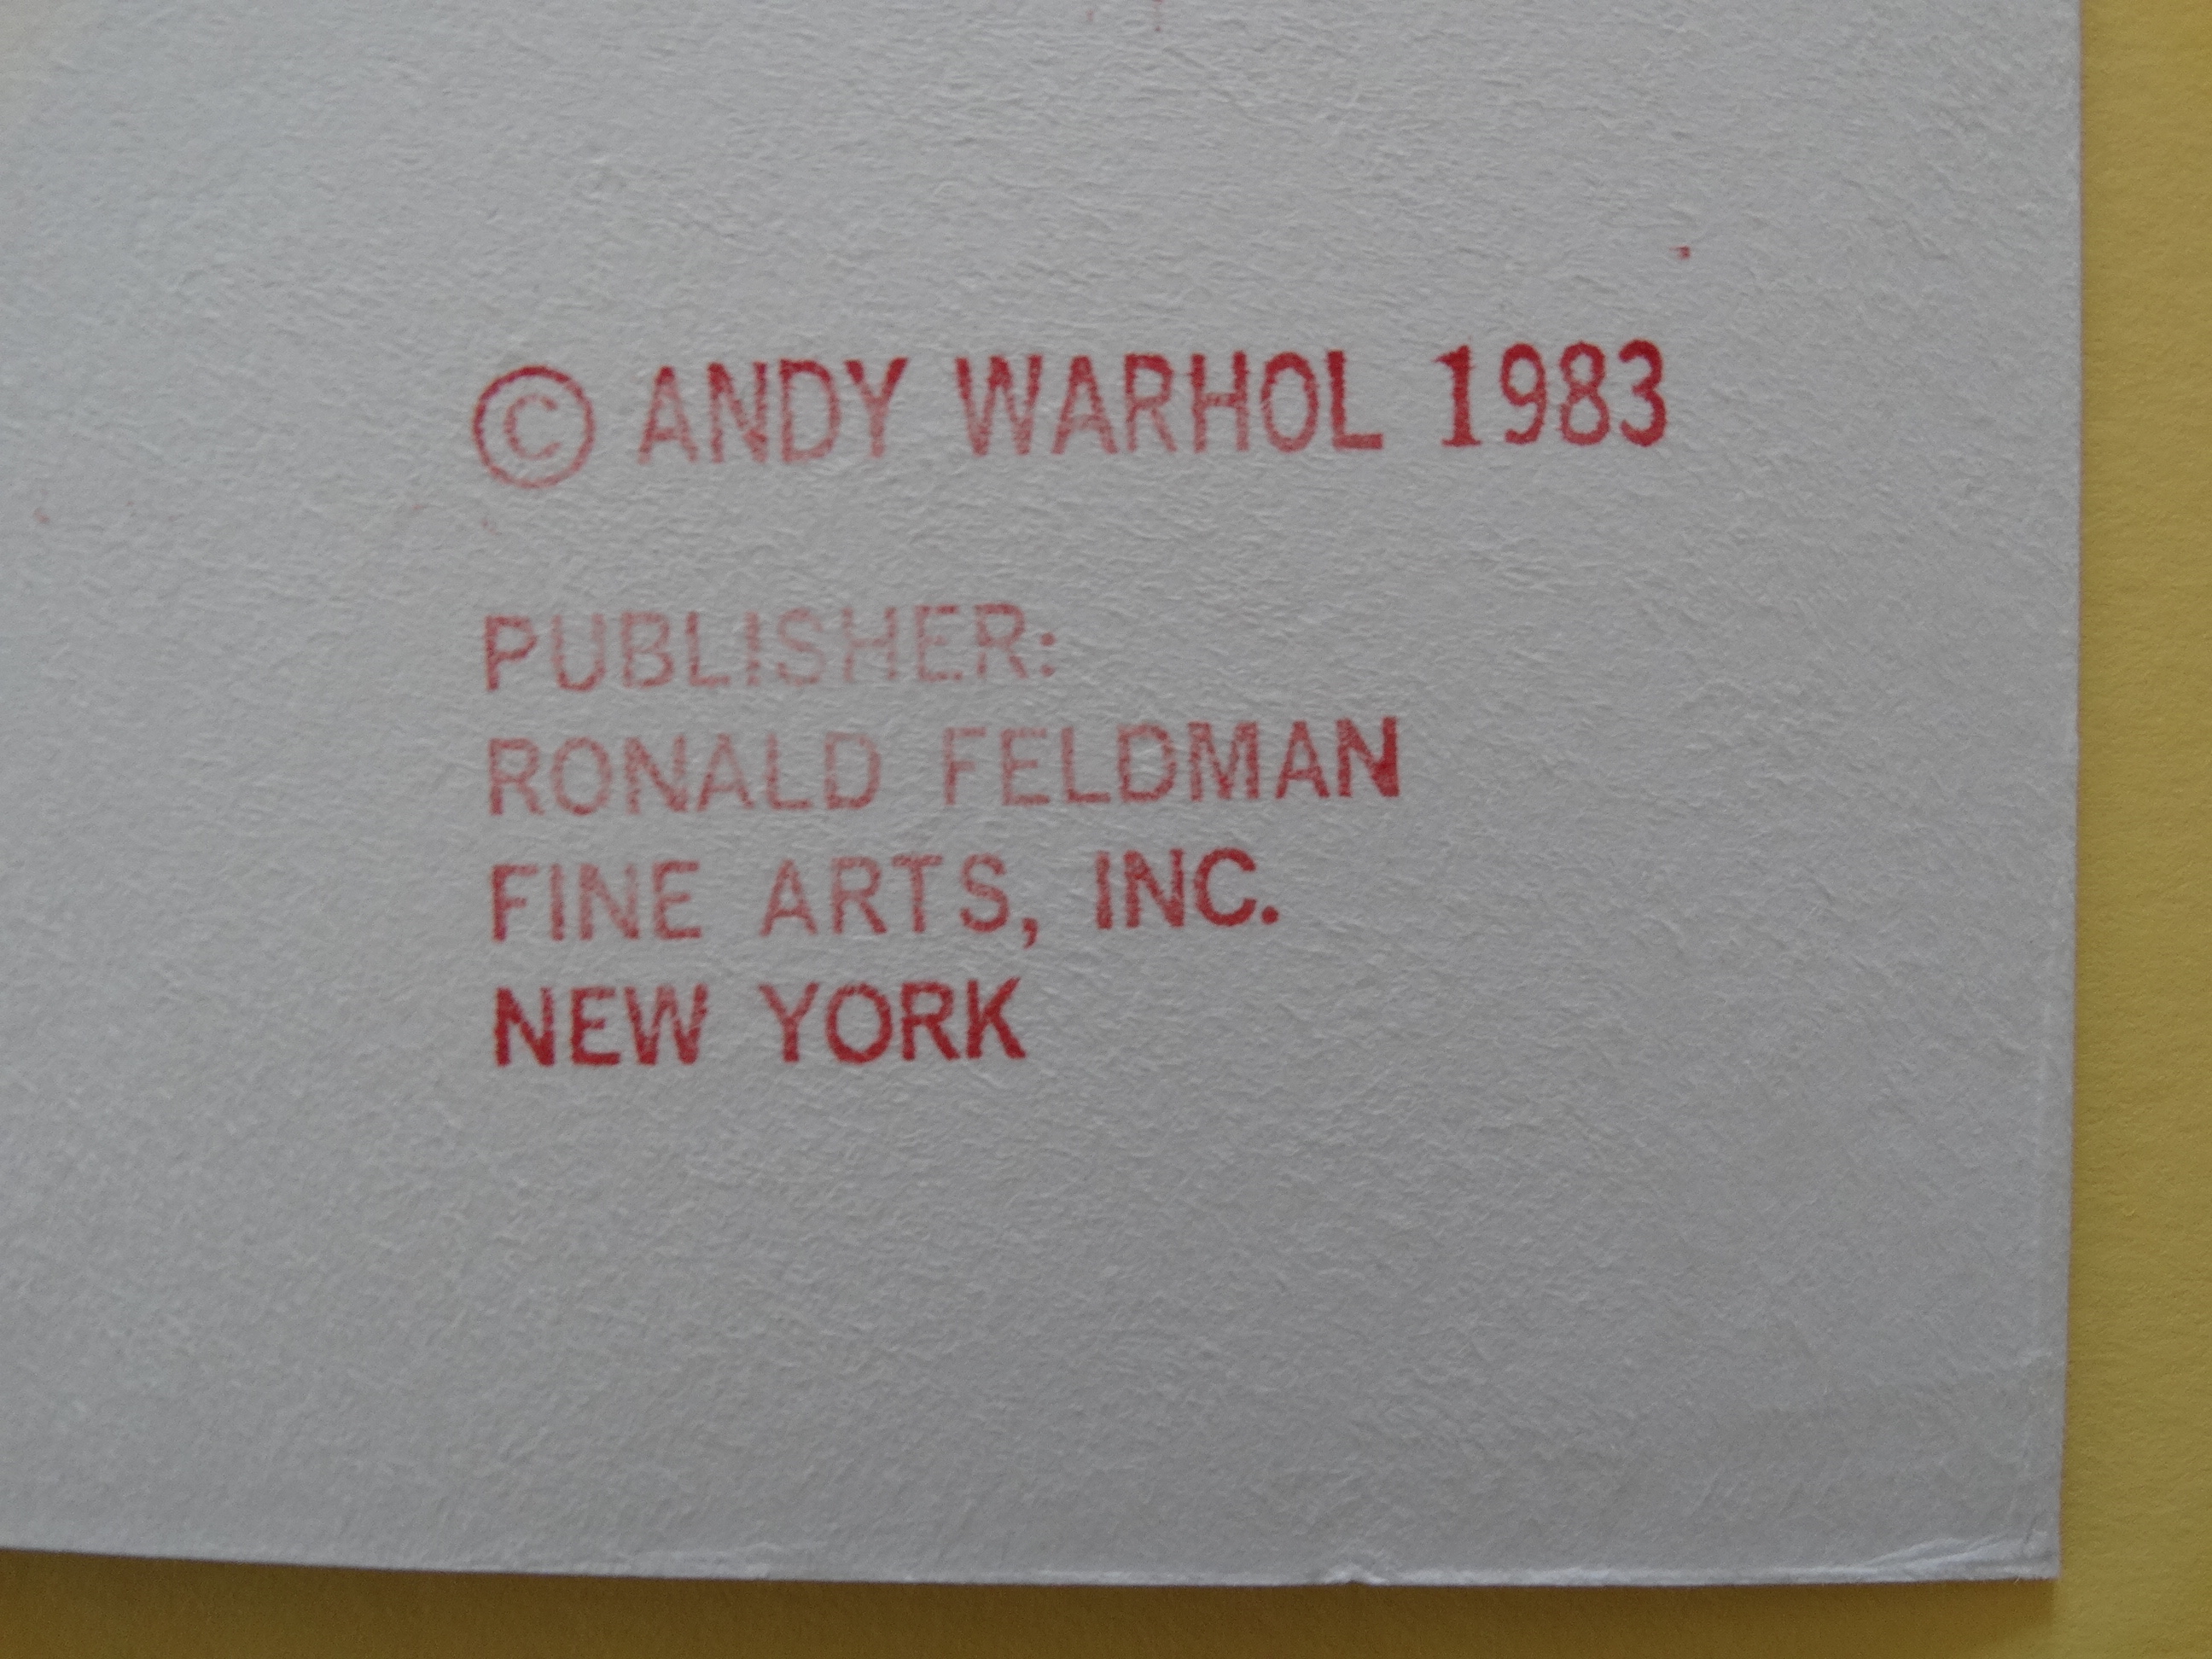 © ANDY WARHOL 1983
PUBLISHER:
RONALD FELDMAN
FINE ARTS, INC.
NEW YORK